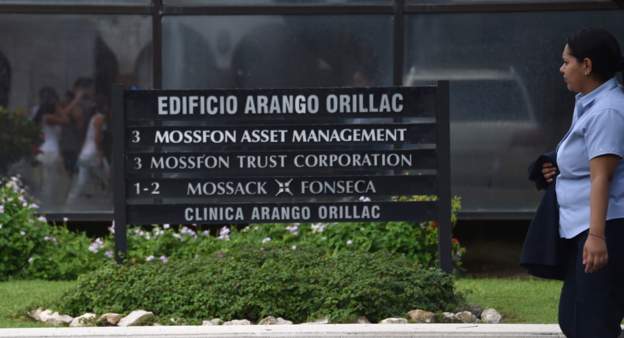 EDIFICIO ARANGO ORILLAC
3 MOSSFON ASSET MANAGEMENT
3 MOSSFON TRUST CORPORATION
1-2 MOSSACK FONSECA
CLINICA ARANGO ORILLAC